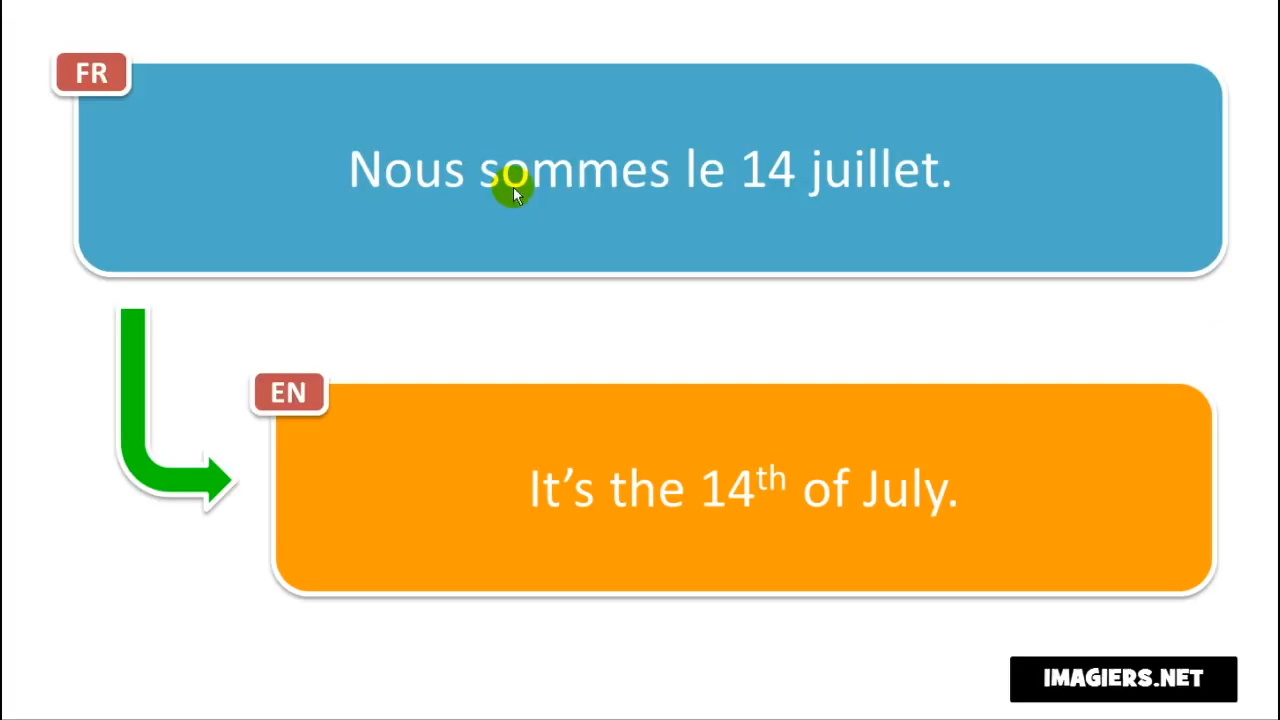 FR
Nous sommes le 14 juillet.
EN
It’s the 14th of July.
IMAGIERS.NET